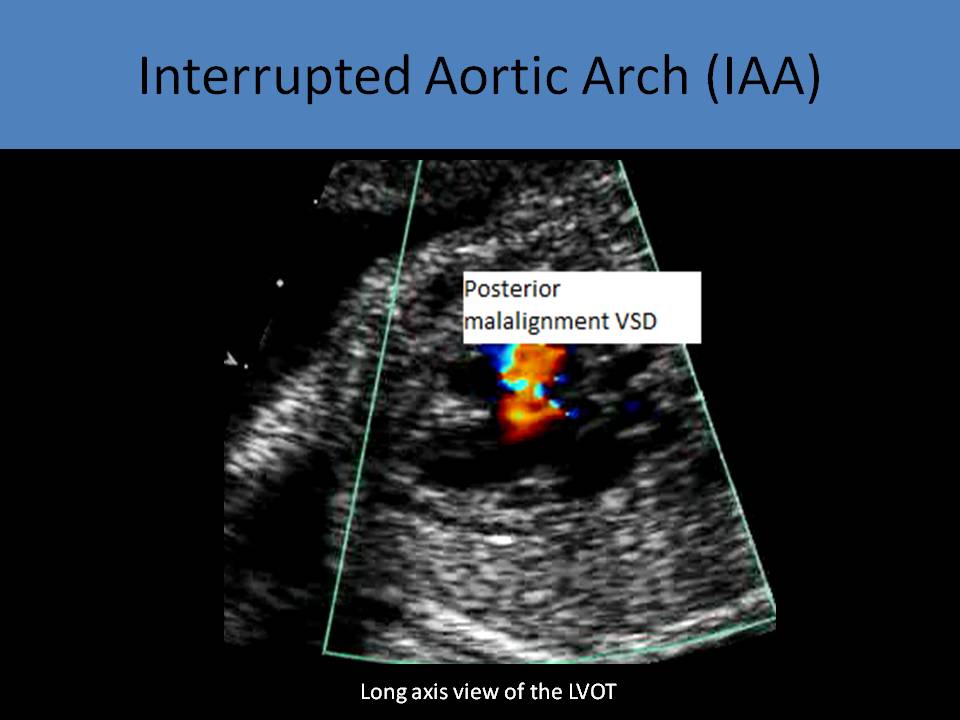 Interrupted Aortic Arch (IAA)
Posterior
malalignment VSD
Long axis view of the LVOT